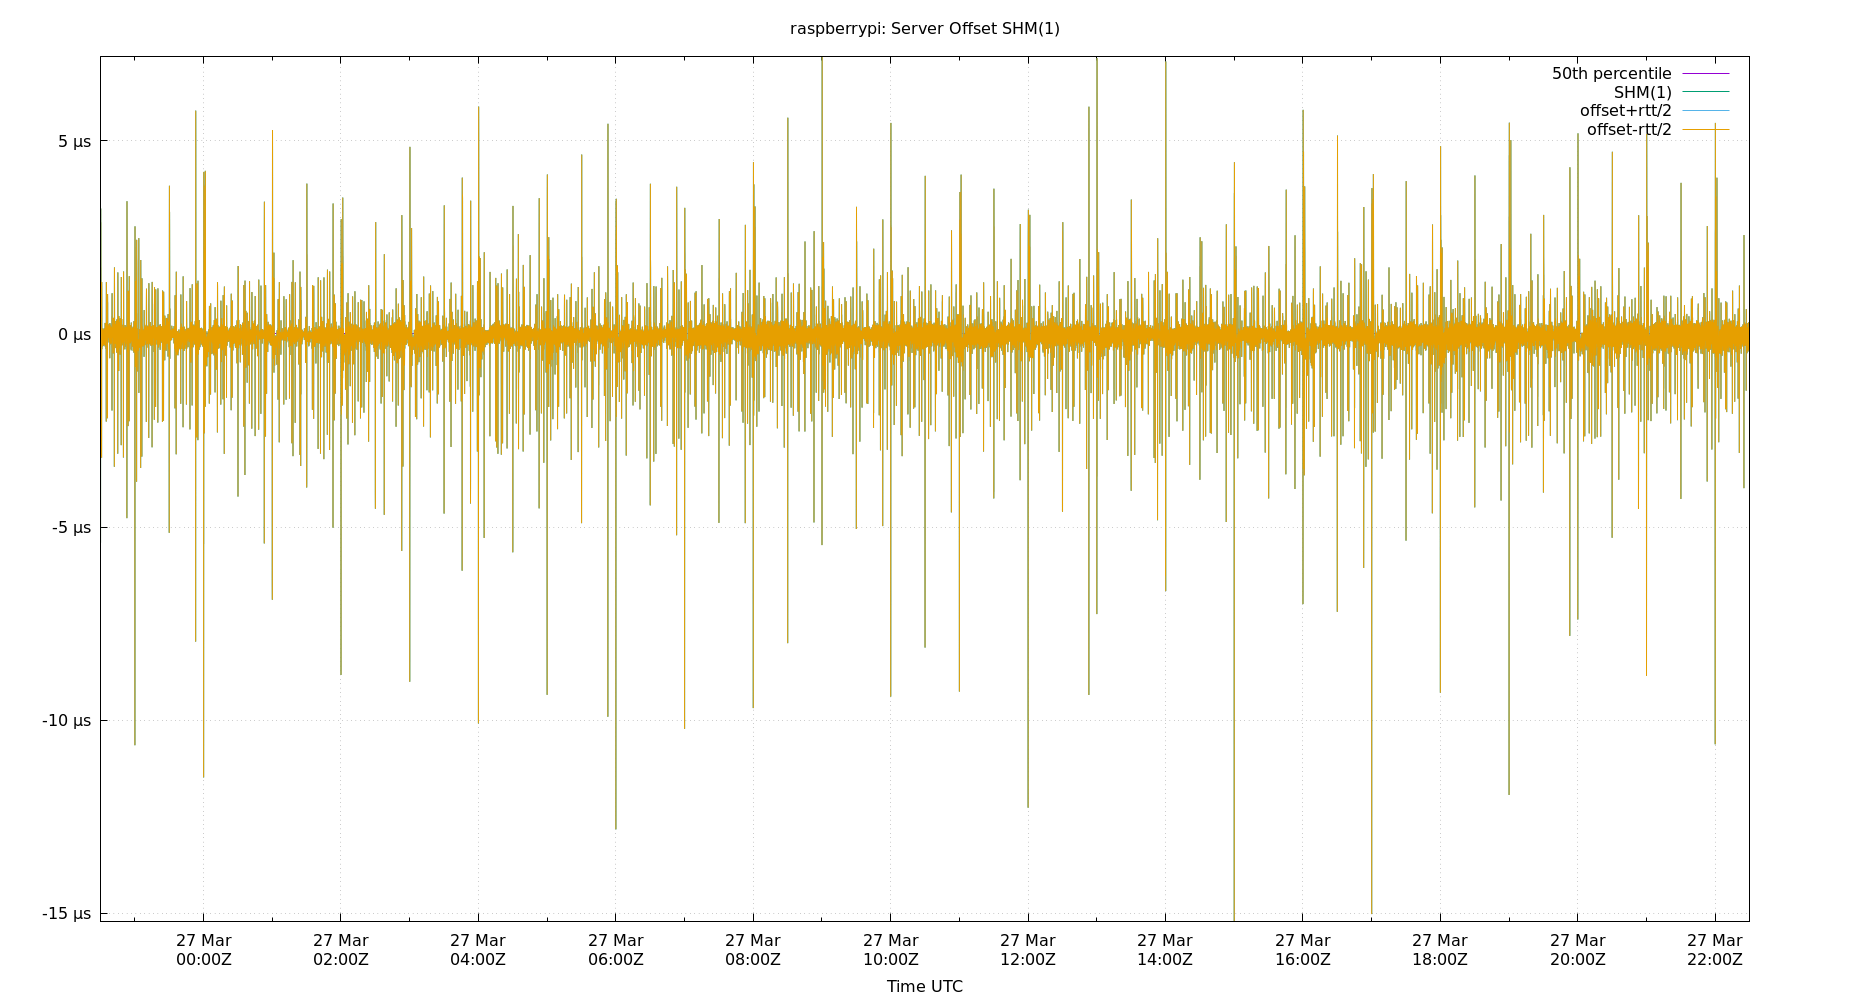 raspberrypi: Server Offset SHM(1)
50th percentile
SHM(1)
offset+rtt/2
offset-rtt/2
5 µs
0 µs
-5 µs
-10 µs
-15 µs
27 Mar 27 Mar 27 Mar 27 Mar 27 Mar 27 Mar 27 Mar 27 Mar 27 Mar 27 Mar 27 Mar 27 Mar
00:00Z 02:00Z 04:00Z 06:00Z 08:00Z 10:00Z 12:00Z 14:00Z 16:00Z 18:00Z 20:00Z 22:00Z
Time UTC